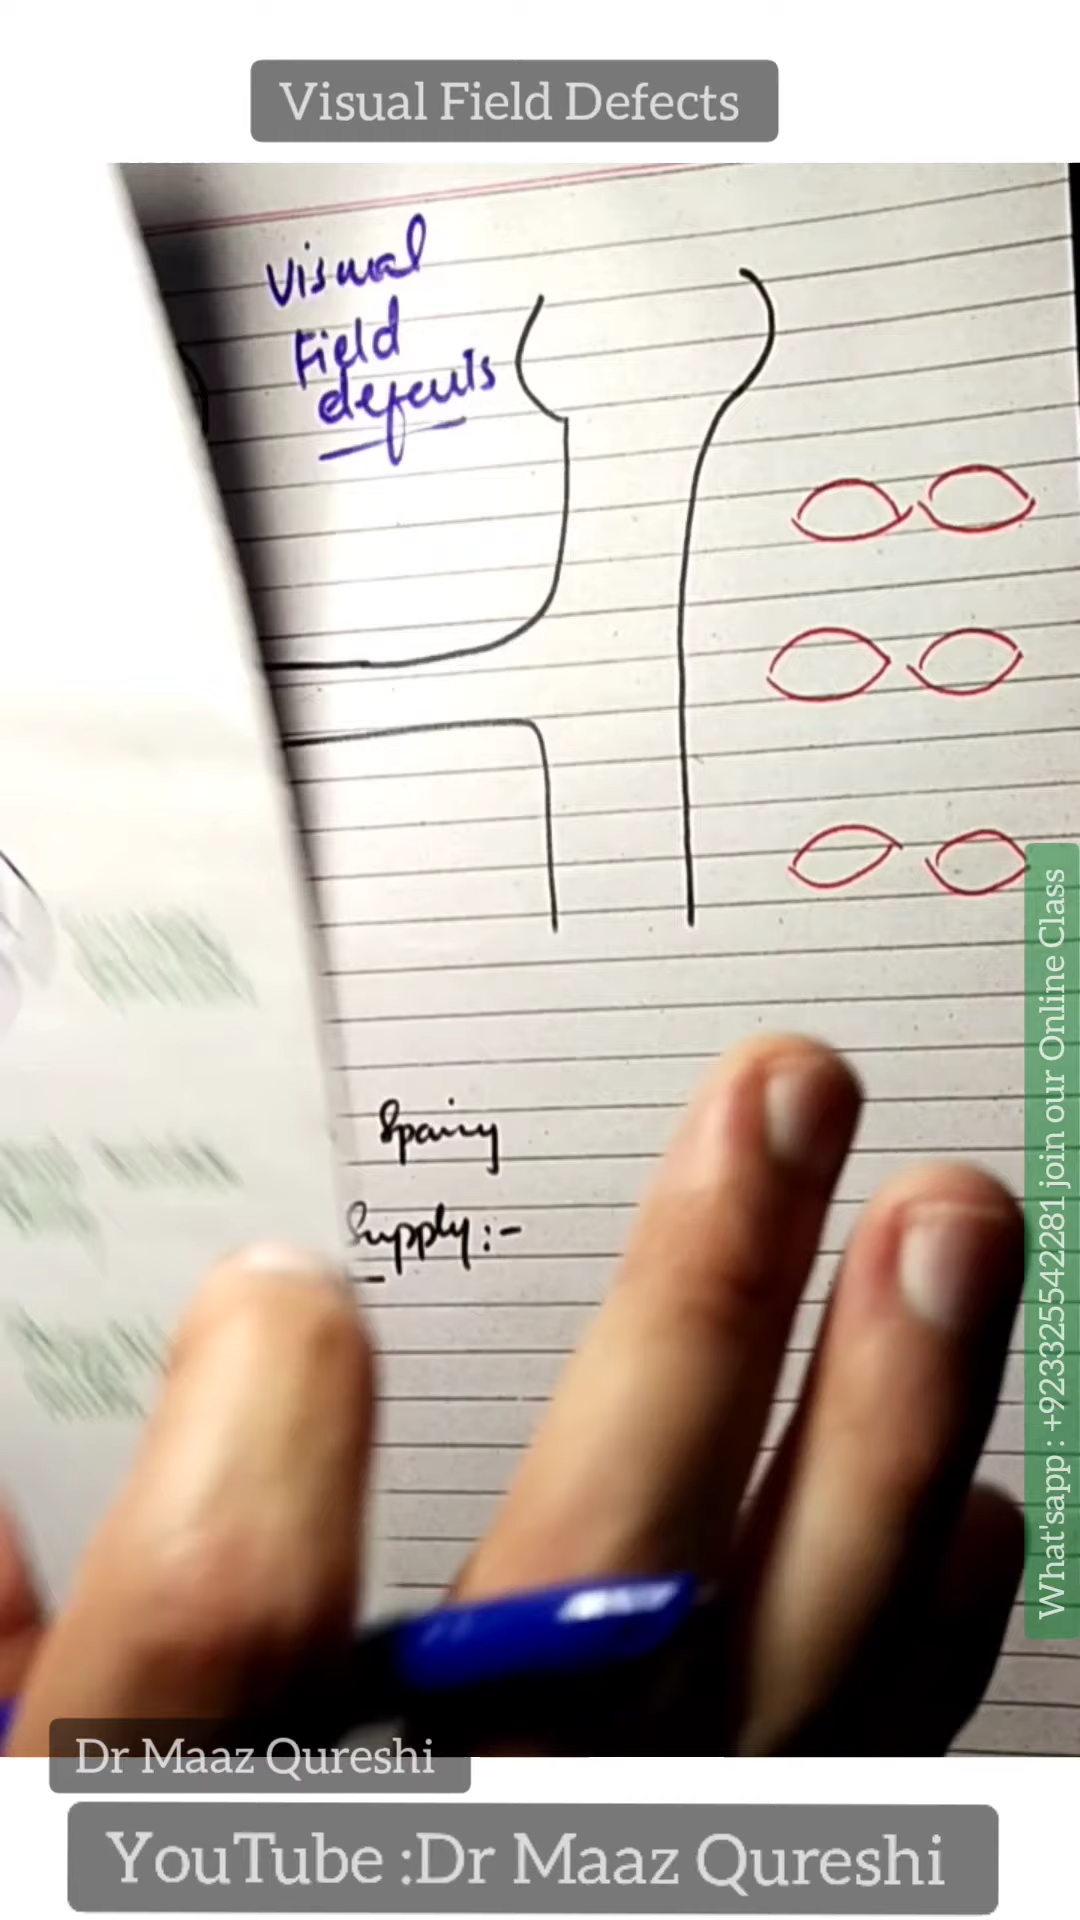 Visual Field Defects
Visual
Field
defects
Sparing
Supply:-
What'sapp : +923325542281 join our Online Class
Dr Maaz Qureshi
YouTube :Dr Maaz Qureshi